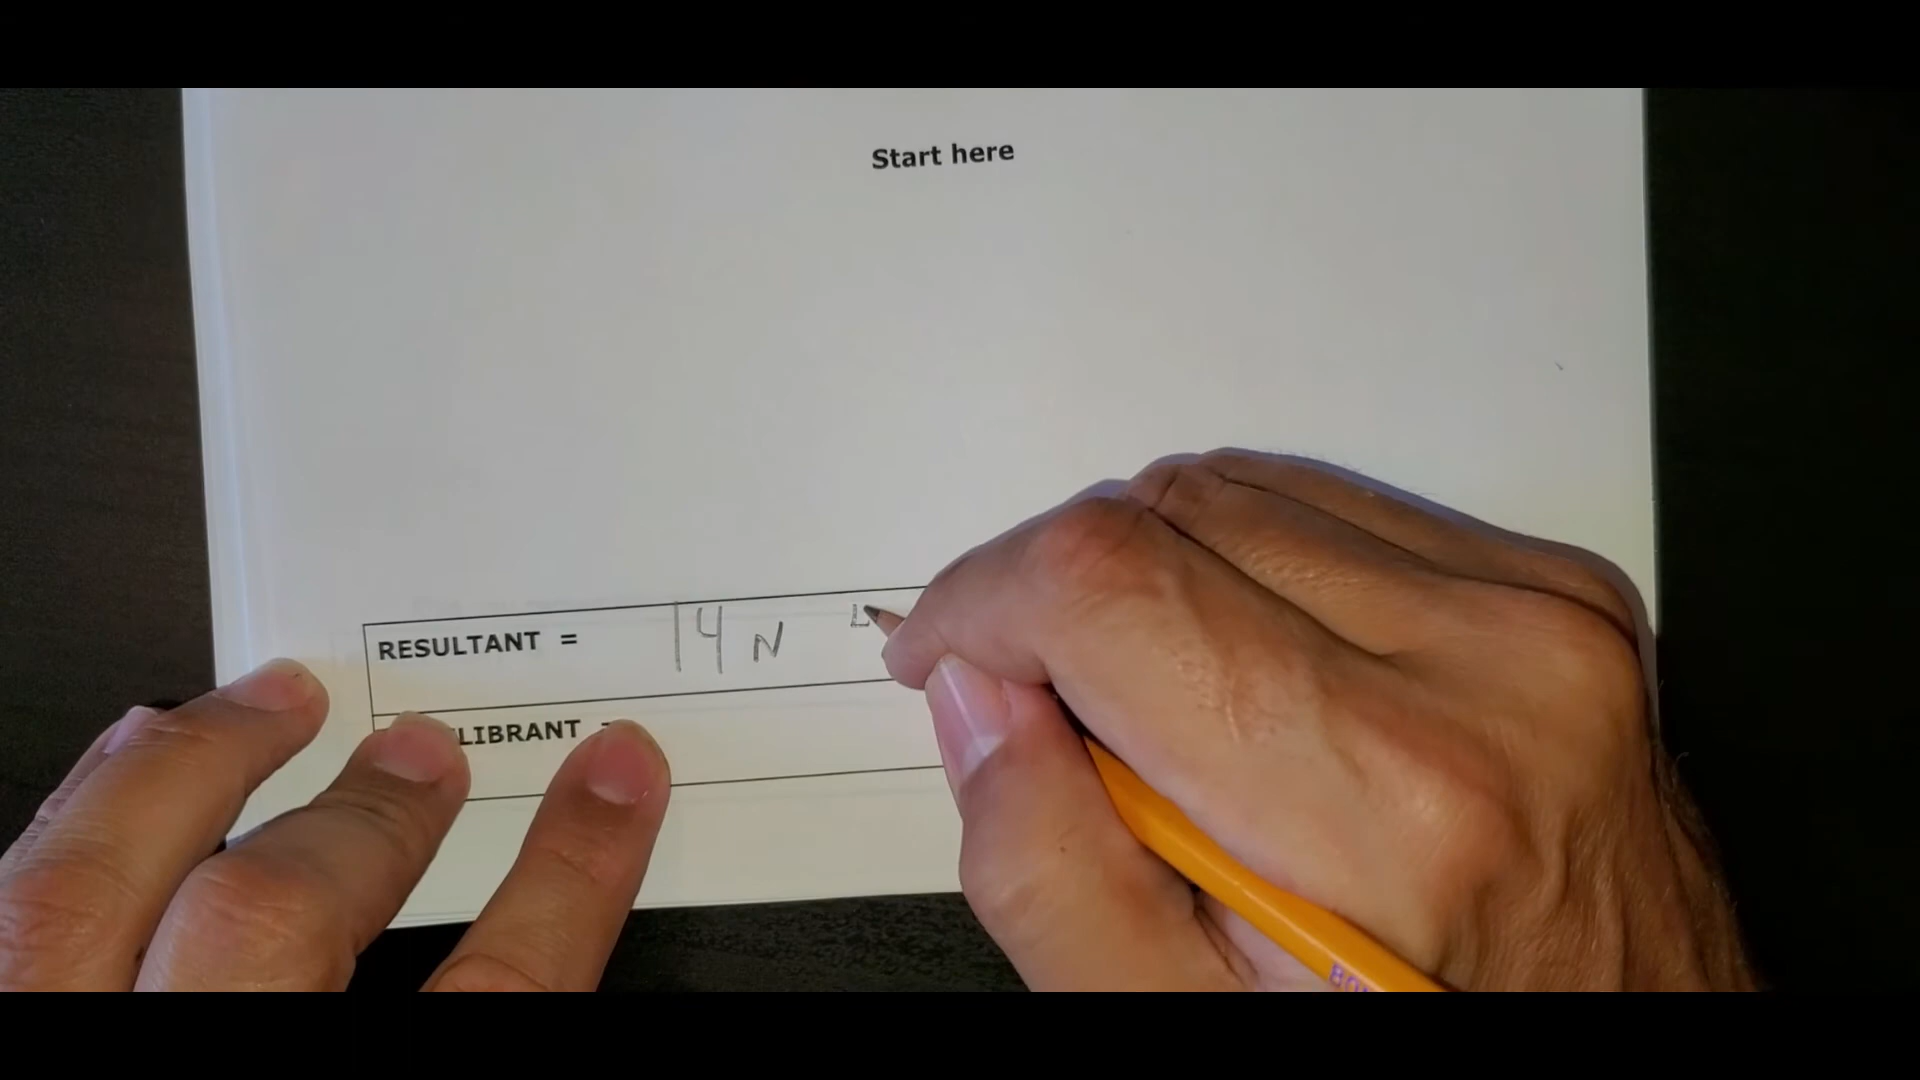 Start here
RESULTANT = 14 N
LIBRANT =